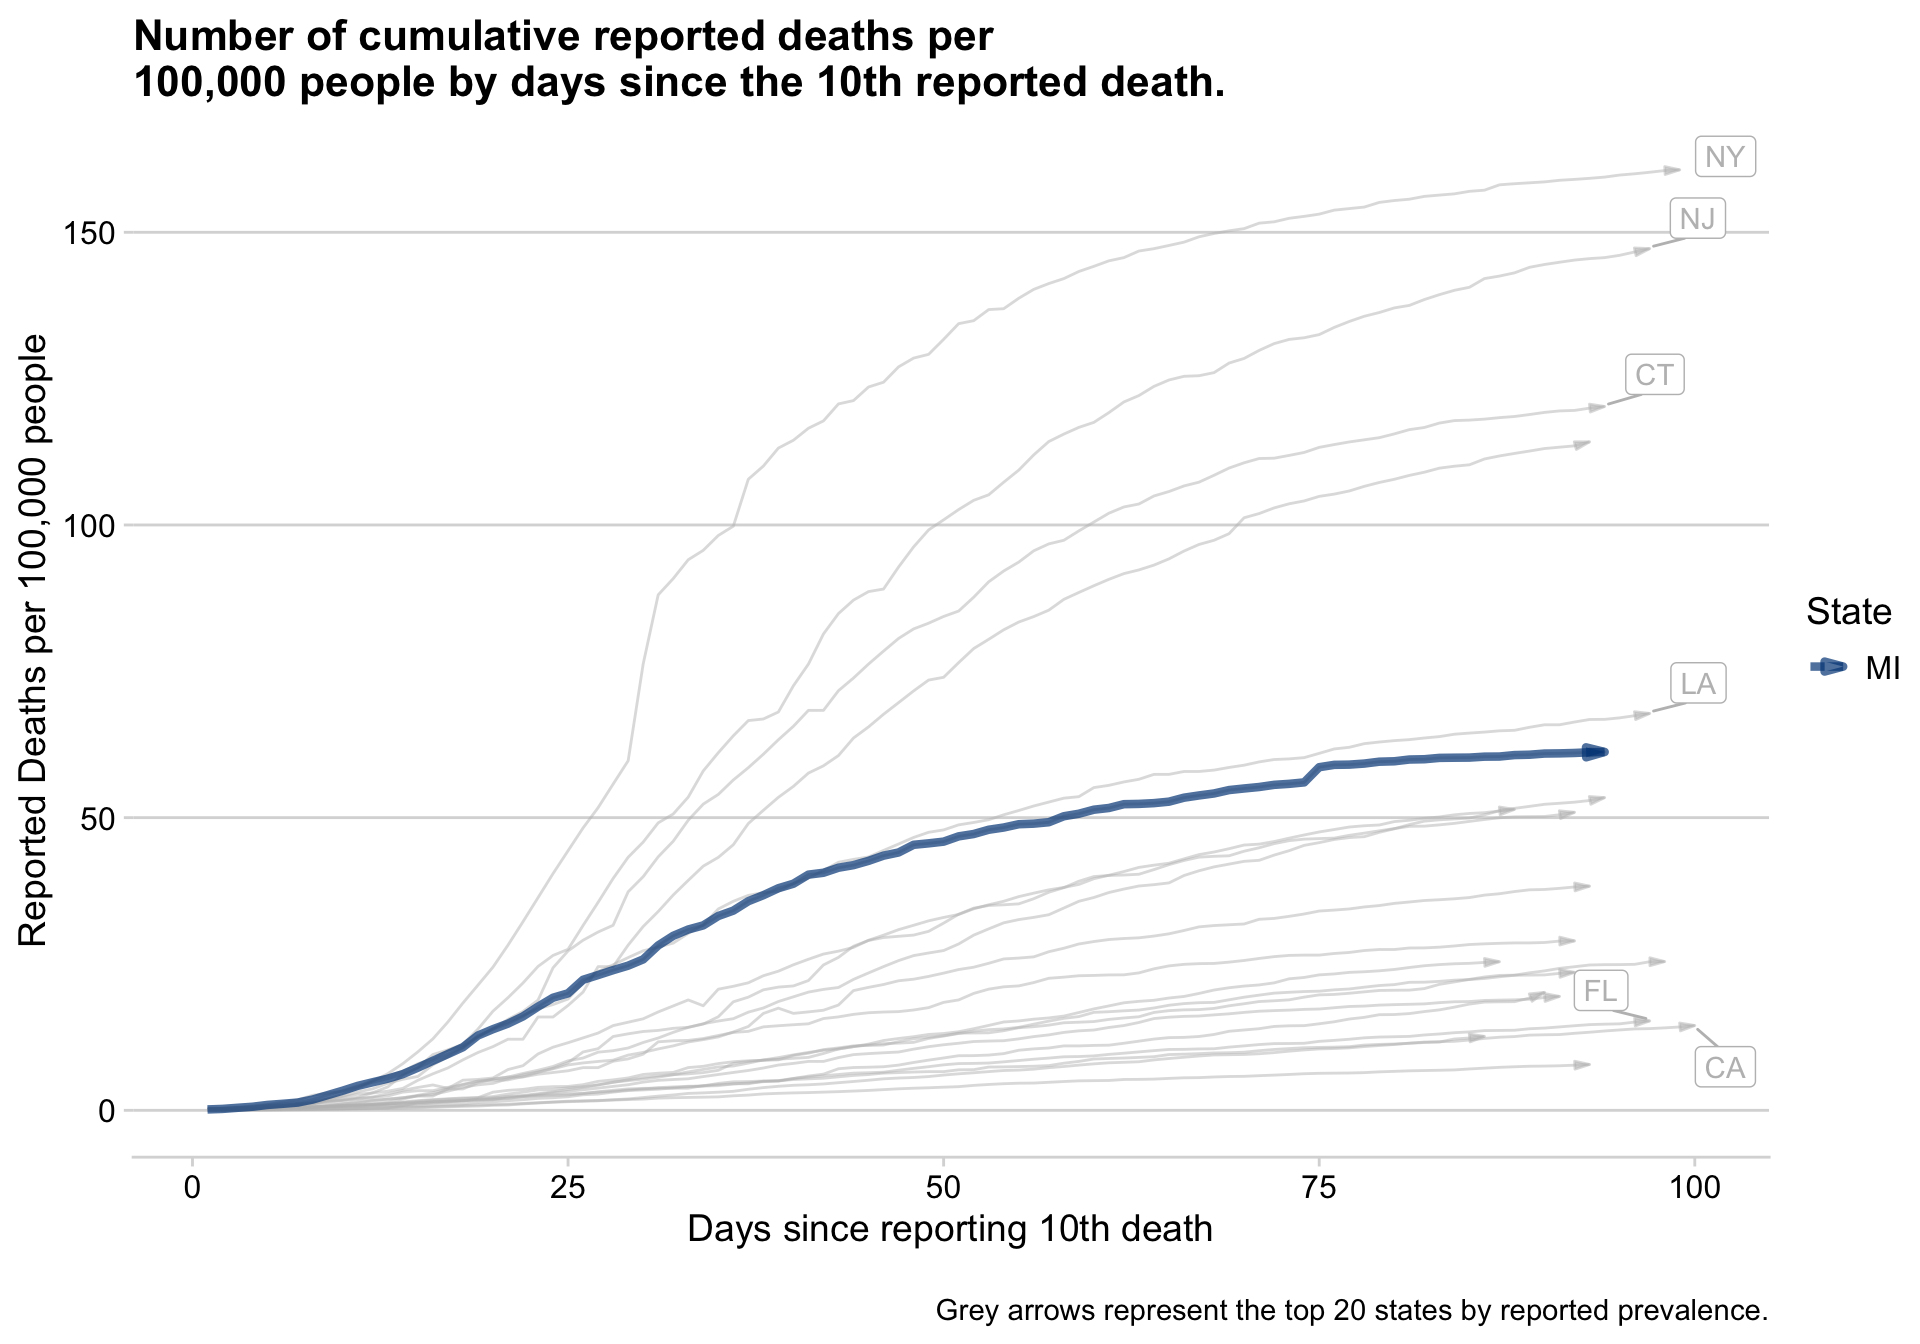 Number of cumulative reported deaths per
100,000 people by days since the 10th reported death.
NY
NJ
150
CT
100
Reported Deaths per 100,000 people
State
MI
LA
50
FL
CA
0
0 25 50 75 100
Days since reporting 10th death
Grey arrows represent the top 20 states by reported prevalence.